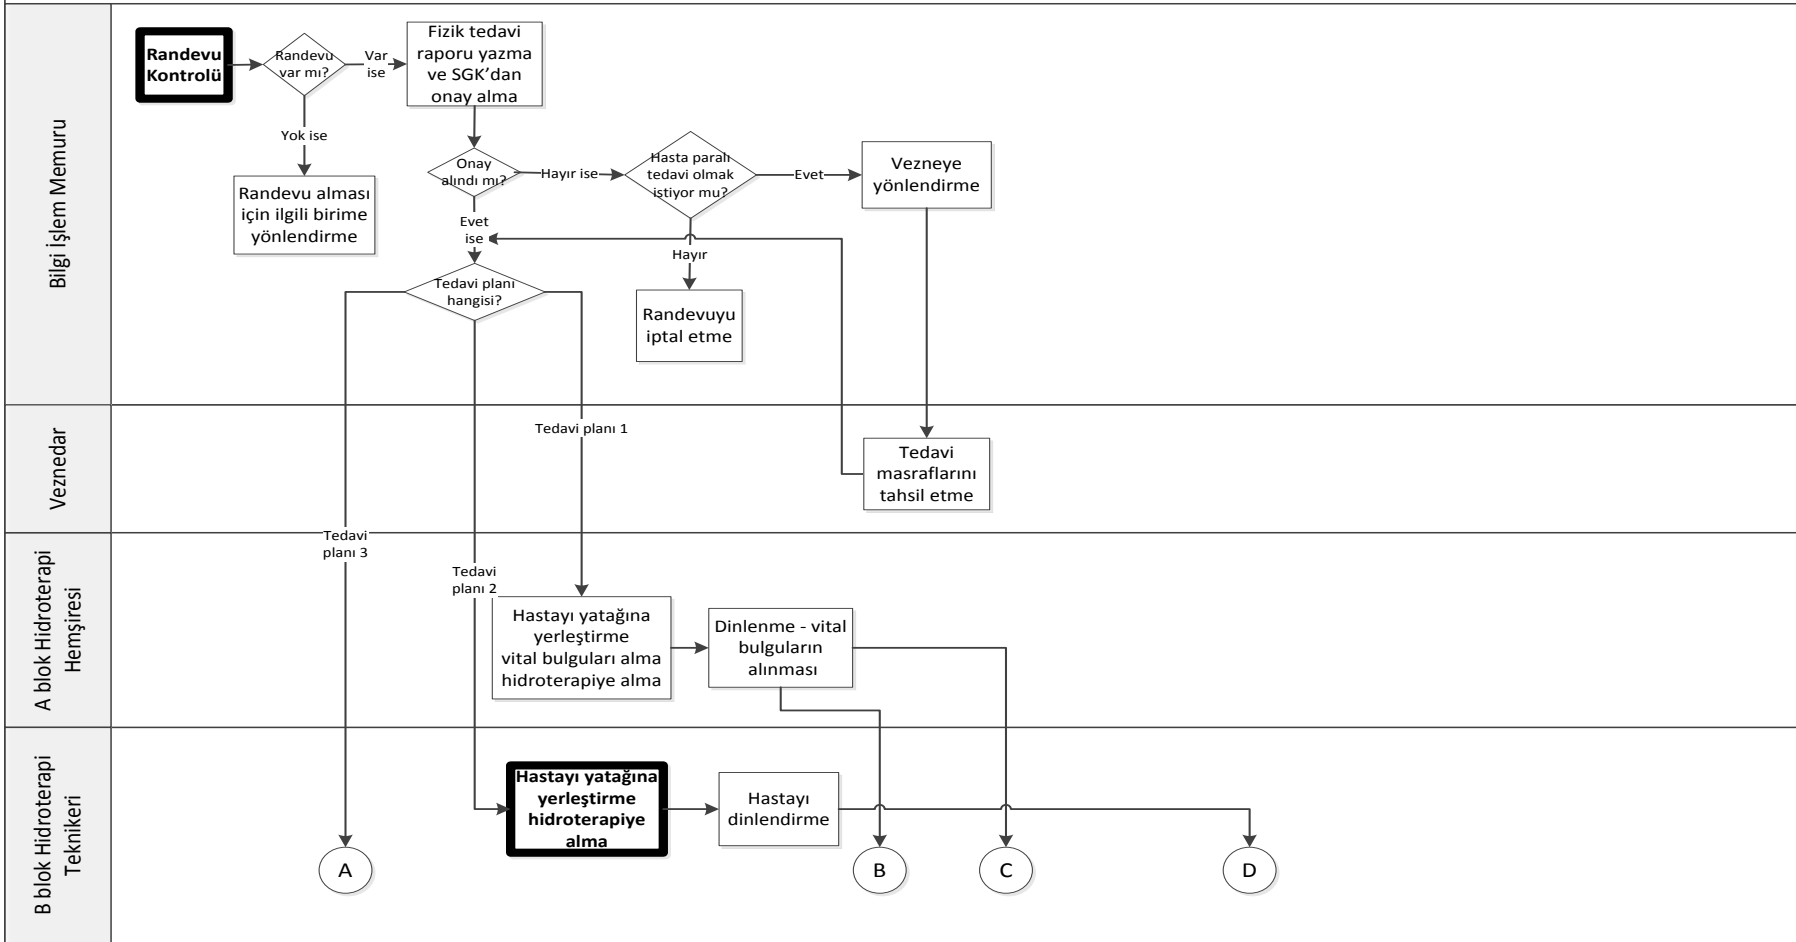 Bilgi İşlem Memuru
Randevu
Kontrolü
Randevu
var mı?
Var
ise
Fizik tedavi
raporu yazma
ve SGK’dan
onay alma
Yok ise
Randevu alması
için ilgili birime
yönlendirme
Onay
alındı mı?
Hayır ise
Hasta paralı
tedavi olmak
istiyor mu?
Evet
Vezneye
yönlendirme
Evet
ise
Hayır
Randevuyu
iptal etme
Tedavi planı
hangisi?
Veznedar
Tedavi planı 1
Tedavi
masraflarını
tahsil etme
Tedavi
planı 3
A blok Hidroterapi
Hemşiresi
Tedavi
planı 2
Hastayı yatağına
yerleştirme
vital bulguları alma
hidroterapiye alma
Dinlenme - vital
bulguların
alınması
B blok Hidroterapi
Teknikeri
Hastayı yatağına
yerleştirme
hidroterapiye
alma
Hastayı
dinlendirme
A
B
C
D